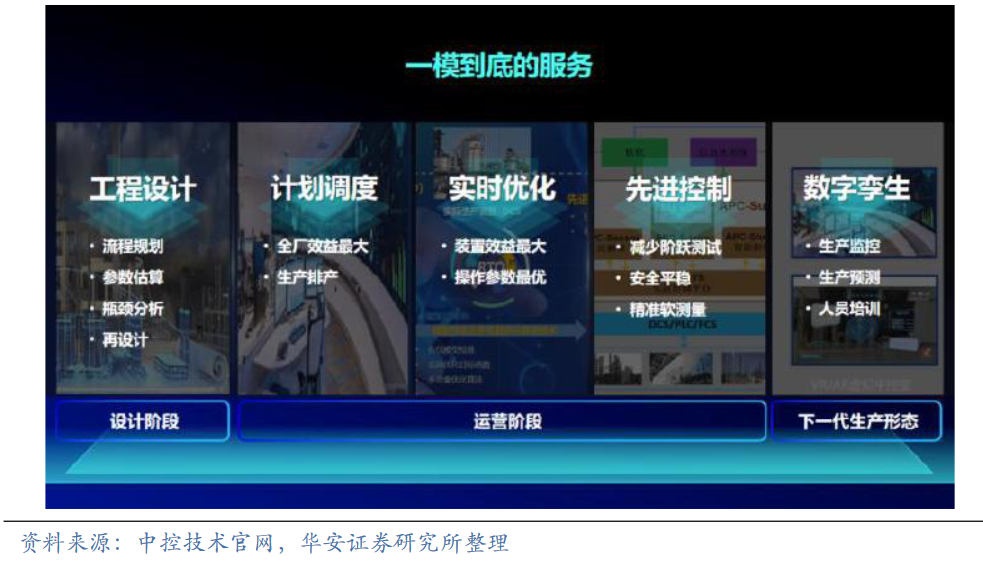 一模到底的服务
工程设计
· 流程规划
· 参数估算
· 瓶颈分析
· 再设计
计划调度
· 全厂效益最大
· 生产排产
实时优化
· 装置效益最大
· 操作参数最优
RTO
先进控制
· 减少阶跃测试
· 安全平稳
· 精准软测量
DCS/PLC/FCS
数字孪生
· 生产监控
· 生产预测
· 人员培训
设计阶段
运营阶段
下一代生产形态
资料来源：中控技术官网，华安证券研究所整理